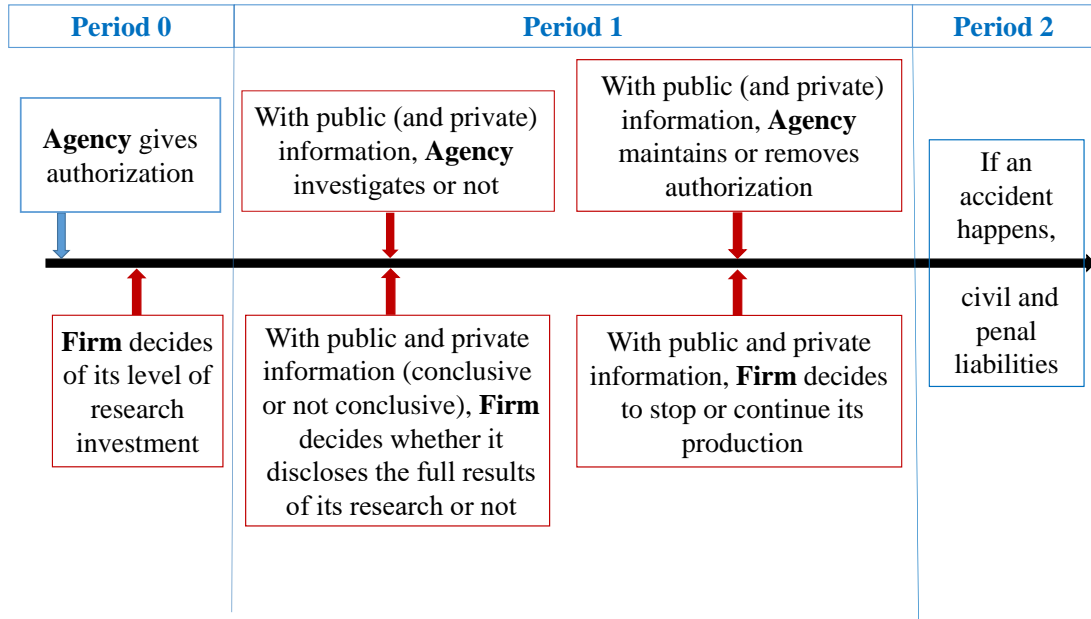 Period 0
Period 1
Period 2
Agency gives
authorization
With public (and private)
information, Agency
investigates or not
With public (and private)
information, Agency
maintains or removes
authorization
If an
accident
happens,
civil and
penal
liabilities
Firm decides
of its level of
research
investment
With public and private
information (conclusive
or not conclusive), Firm
decides whether it
discloses the full results
of its research or not
With public and private
information, Firm decides
to stop or continue its
production